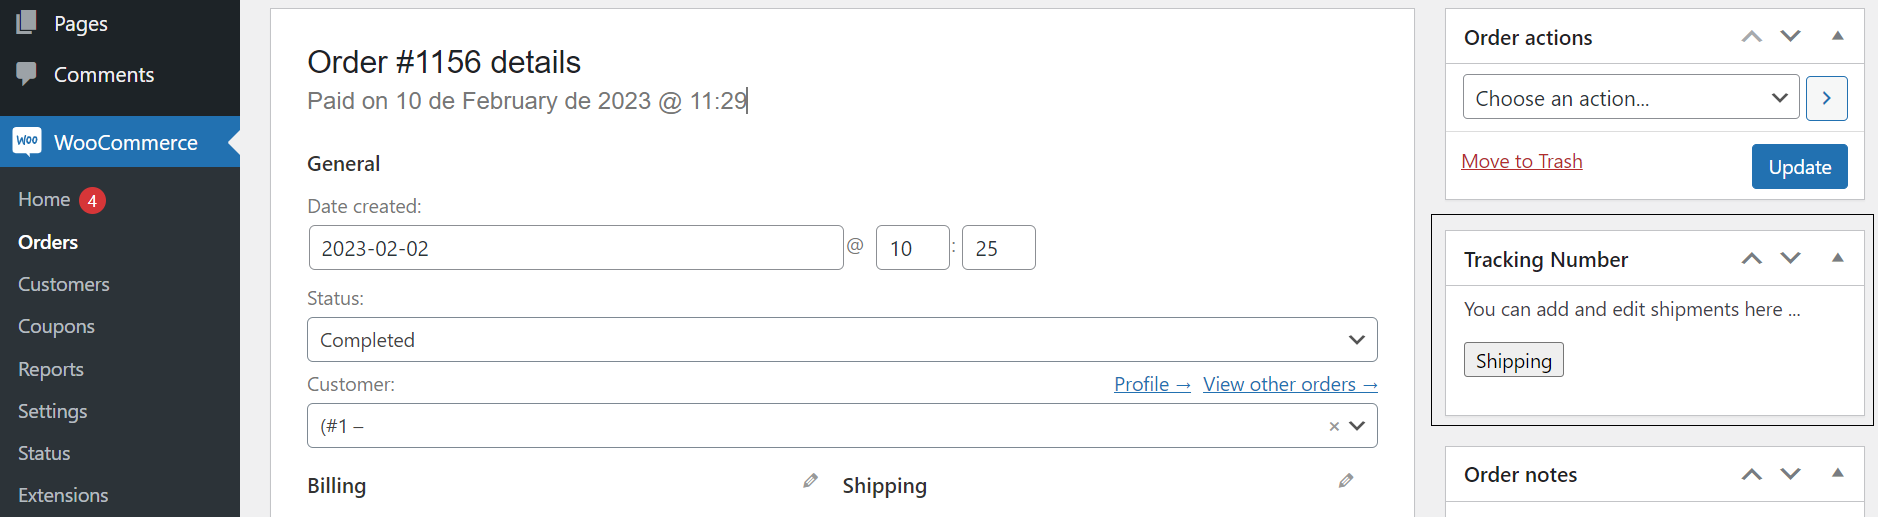 Pages
Comments
Woo WooCommerce
Home 4
Orders
Customers
Coupons
Reports
Settings
Status
Extensions
Order #1156 details
Paid on 10 de February de 2023 @ 11:29
General
Date created:
2023-02-02 @ 10 : 25
Status:
Completed
Customer: Profile → View other orders →
(#1 – ×
Billing Shipping
Order actions
Choose an action...
Move to Trash Update
Tracking Number
You can add and edit shipments here ...
Shipping
Order notes